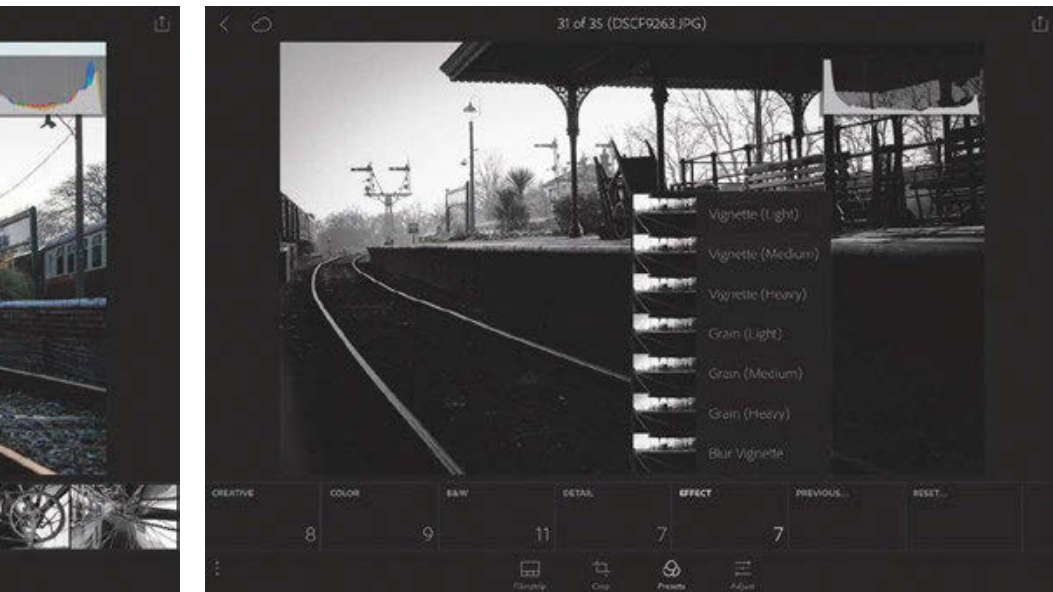 31 of 35 (DSCF9263.JPG)
Vignette (Light)
Vignette (Medium)
Vignette (Heavy)
Grain (Light)
Grain (Medium)
Grain (Heavy)
Blur Vignette
CREATIVE COLOR B&W DETAIL EFFECT PREVIOUS... RESET...
8 9 11 7 7
Filmstrip Crop Presets Adjust